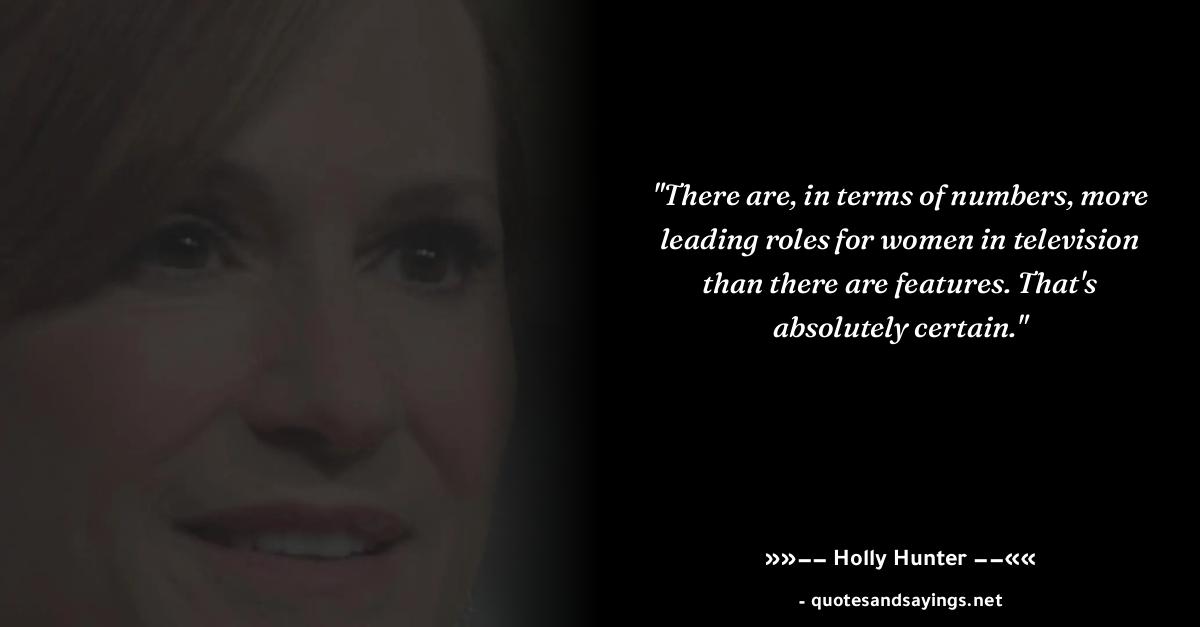 "There are, in terms of numbers, more
leading roles for women in television
than there are features. That's
absolutely certain."
»»−− Holly Hunter −−««
- quotesandsayings.net